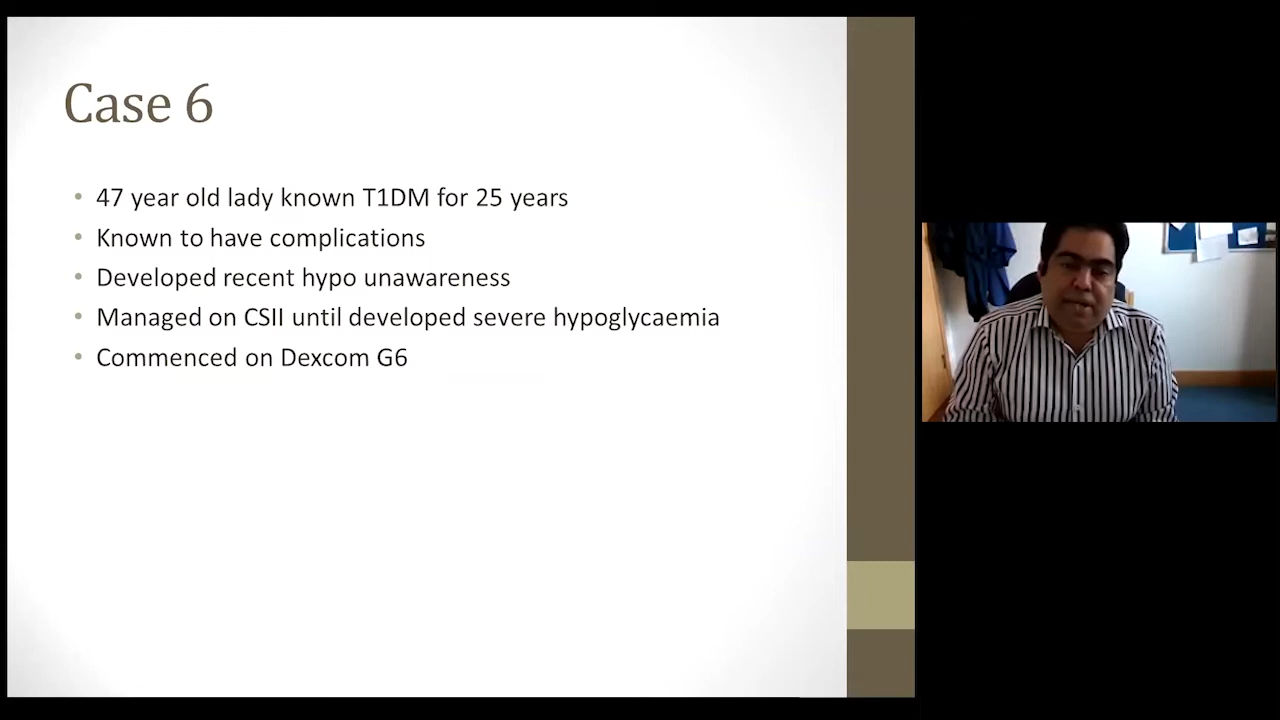 Case 6
• 47 year old lady known T1DM for 25 years
• Known to have complications
• Developed recent hypo unawareness
• Managed on CSII until developed severe hypoglycaemia
• Commenced on Dexcom G6